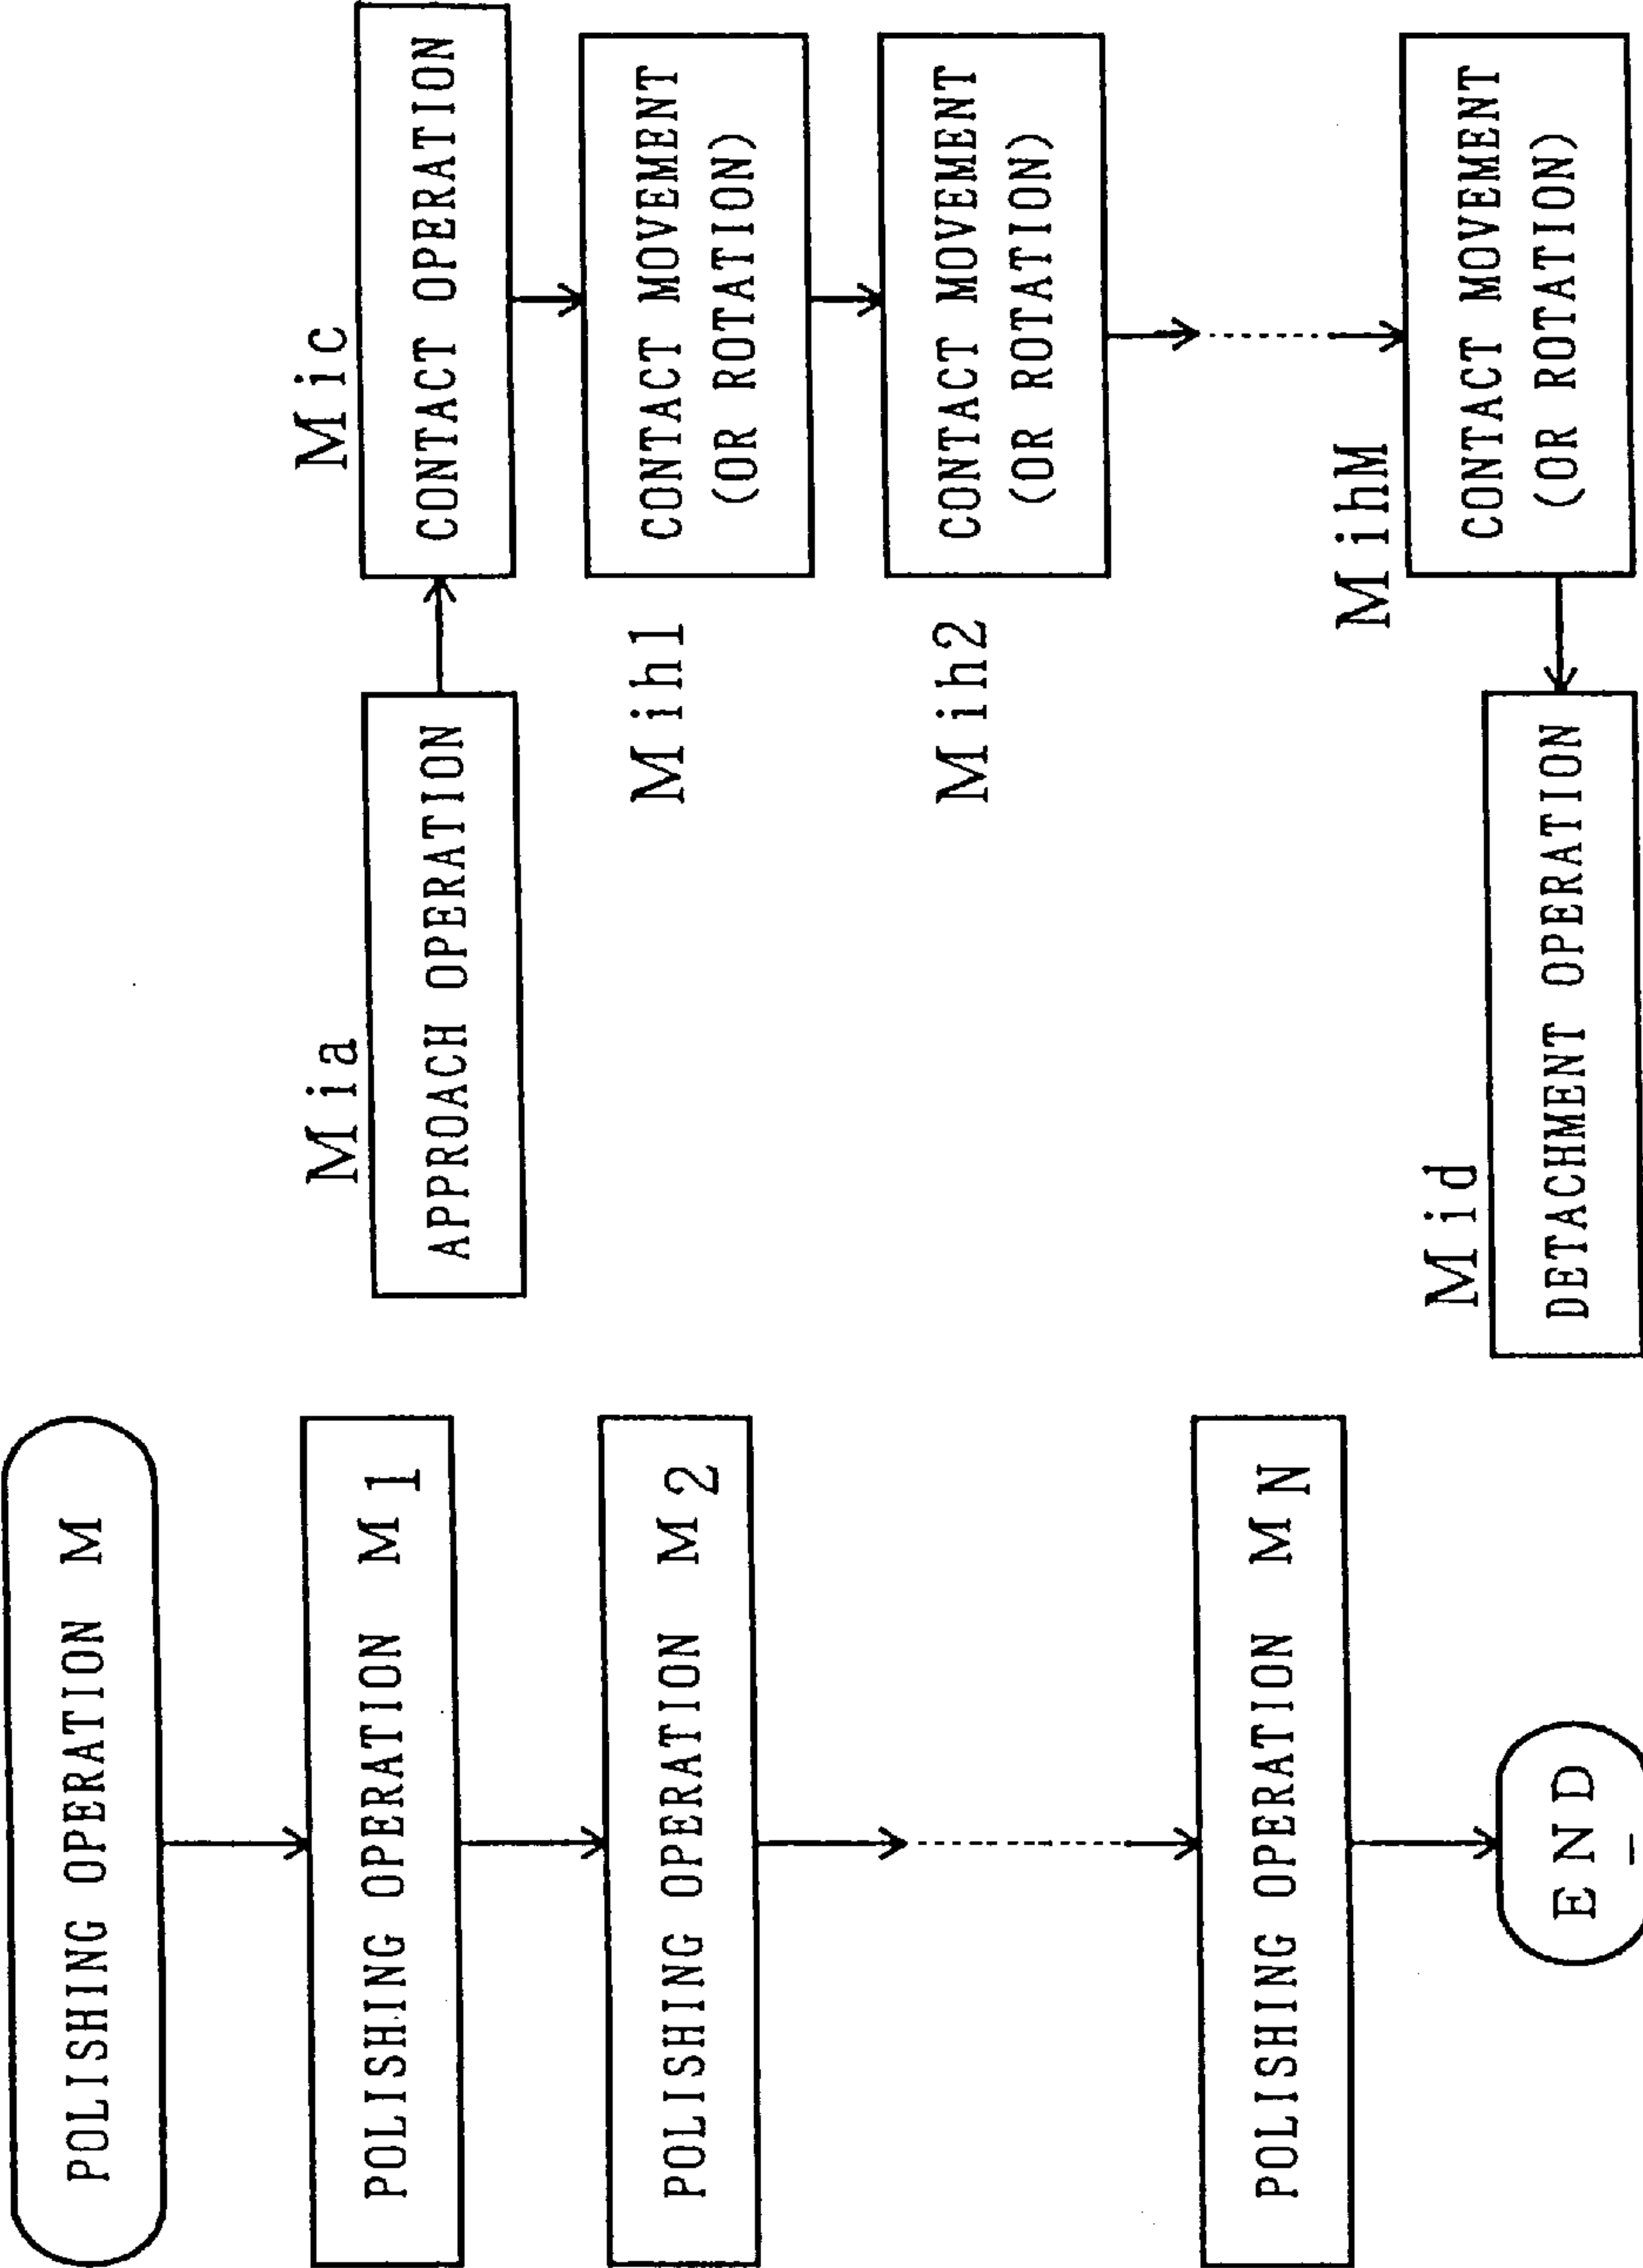 POLISHING OPERATION M
POLISHING OPERATION M1
POLISHING OPERATION M2
POLISHING OPERATION MN
END
Mia
APPROACH OPERATION
Mic
CONTACT OPERATION
Mih1
CONTACT MOVEMENT
(OR ROTATION)
Mih2
CONTACT MOVEMENT
(OR ROTATION)
MihM
CONTACT MOVEMENT
(OR ROTATION)
Mid
DETACHMENT OPERATION